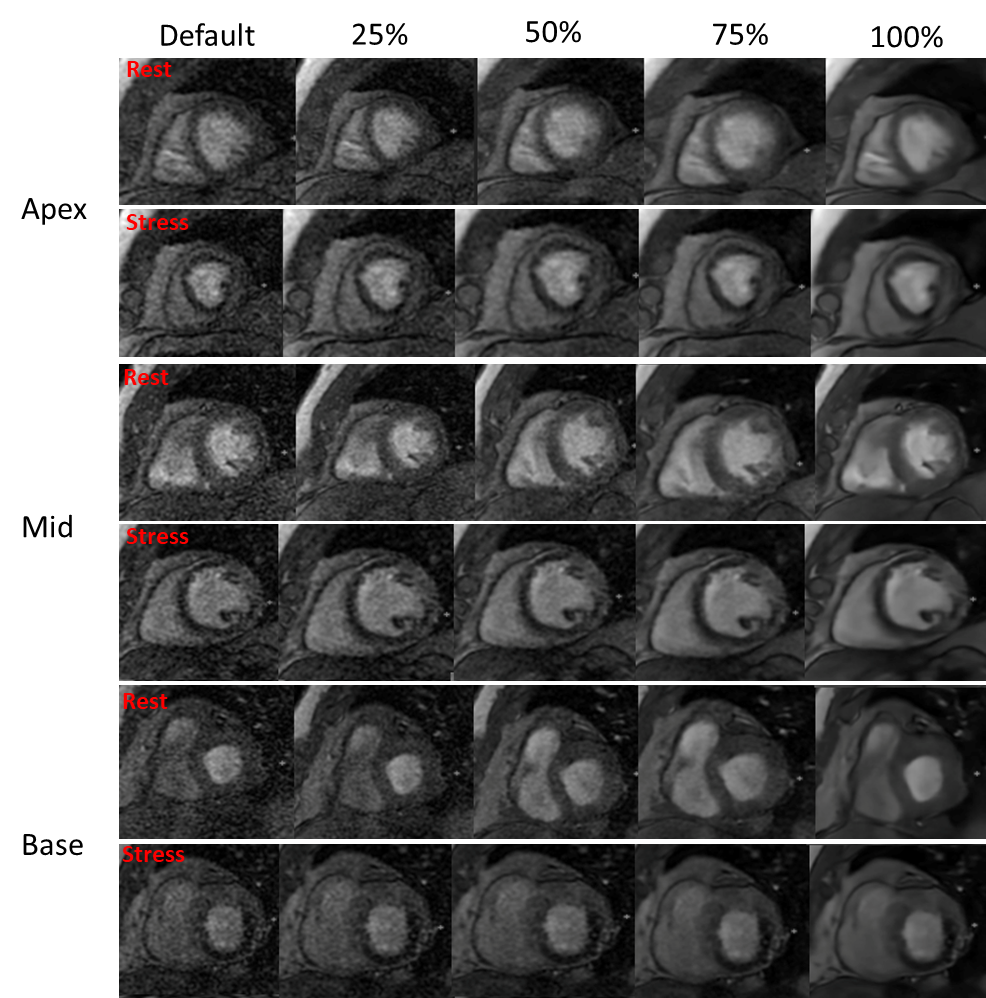 Default 25% 50% 75% 100%
Rest
Apex
Stress
Rest
Mid
Stress
Rest
Base
Stress